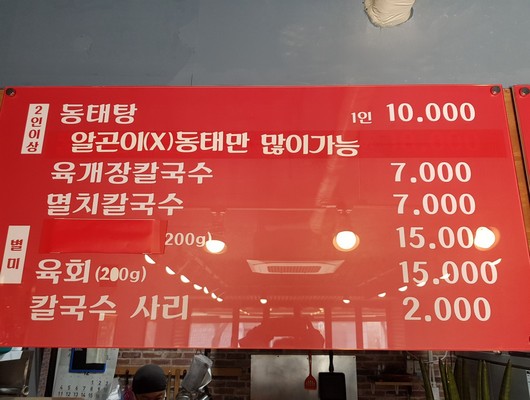 2인이상 동태탕 1인 10.000
알곤이(X)동태만 많이가능
육개장칼국수 7.000
멸치칼국수 7.000
별미 200g) 15.000
육회(200g) 15.000
칼국수 사리 2.000